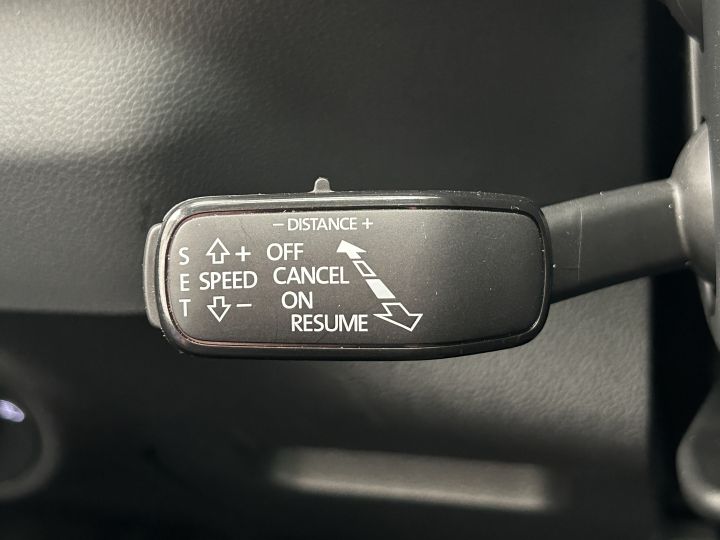 − DISTANCE +
S + OFF
E SPEED CANCEL
T − ON
RESUME